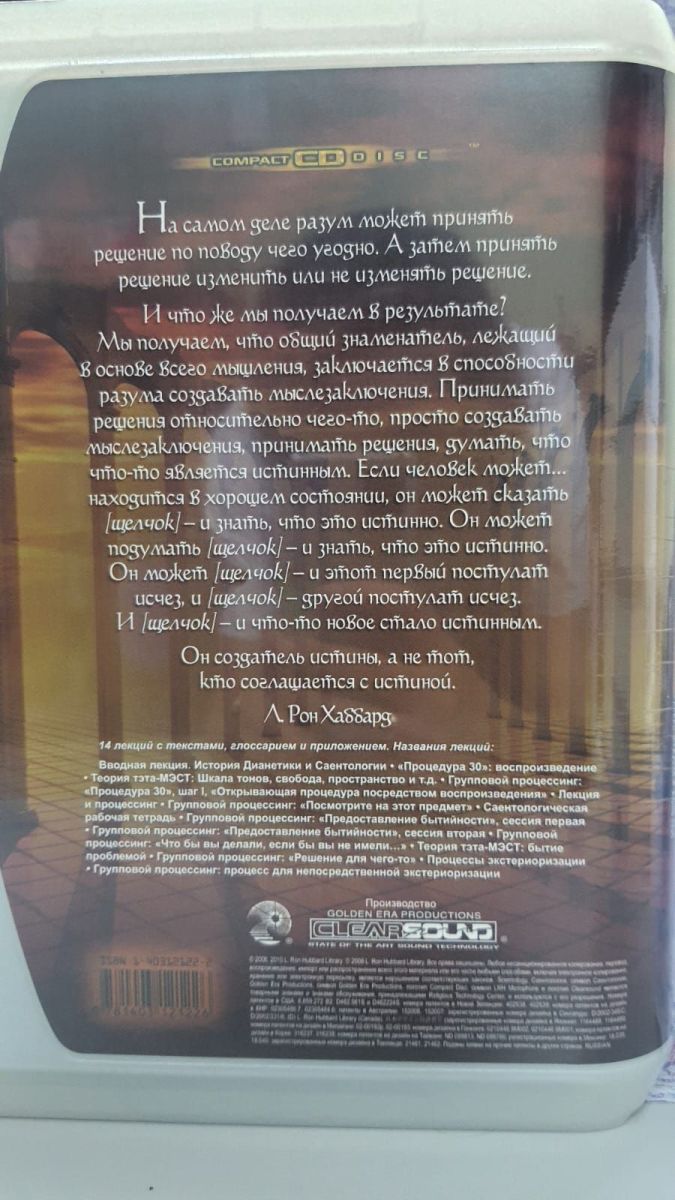 COMPACT CD DISC ™
На самом деле разум может принять
решение по поводу чего угодно. А затем принять
решение изменить или не изменять решение.
И что же мы получаем в результате?
Мы получаем, что общий знаменатель, лежащий
в основе всего мышления, заключается в способности
разума создавать мыслезаключения. Принимать
решения относительно чего-то, просто создавать
мыслезаключения, принимать решения, думать, что
что-то является истинным. Если человек может...
находится в хорошем состоянии, он может сказать
[щелчок] – и знать, что это истинно. Он может
подумать [щелчок] – и знать, что это истинно.
Он может [щелчок] – и этот первый постулат
исчез, и [щелчок] – другой постулат исчез.
И [щелчок] – и что-то новое стало истинным.
Он создатель истины, а не тот,
кто соглашается с истиной.
Л. Рон Хаббард
14 лекций с текстами, глоссарием и приложением. Названия лекций:
Вводная лекция. История Дианетики и Саентологии • «Процедура 30»: воспроизведение
• Теория тэта-МЭСТ: Шкала тонов, свобода, пространство и т.д. • Групповой процессинг:
«Процедура 30», шаг I, «Открывающая процедура посредством воспроизведения» • Лекция
и процессинг • Групповой процессинг: «Посмотрите на этот предмет» • Саентологическая
рабочая тетрадь • Групповой процессинг: «Предоставление бытийности», сессия первая
• Групповой процессинг: «Предоставление бытийности», сессия вторая • Групповой
процессинг: «Что бы вы делали, если бы вы не имели...» • Теория тэта-МЭСТ: бытие
проблемой • Групповой процессинг: «Решение для чего-то» • Процессы экстериоризации
• Групповой процессинг: процесс для непосредственной экстериоризации
Производство
GOLDEN ERA PRODUCTIONS
CLEARSOUND
STATE OF THE ART SOUND TECHNOLOGY
L. Ron Hubbard Library. Все права защищены.
RUSSIAN